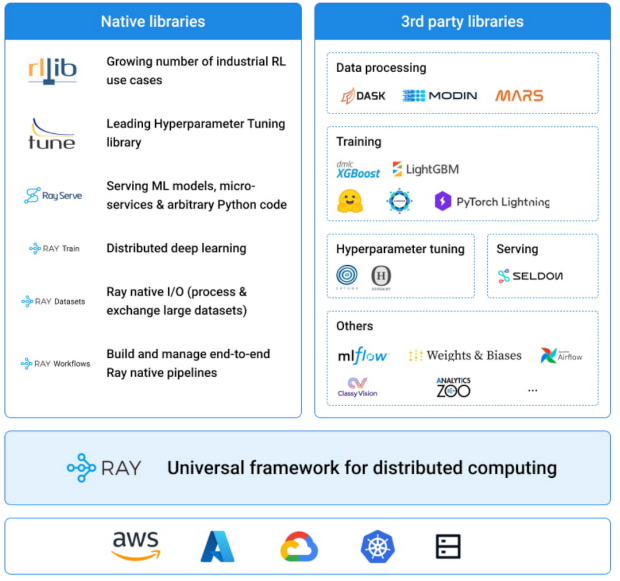 Native libraries
rllib
Growing number of industrial RL
use cases
tune
Leading Hyperparameter Tuning
library
Ray Serve
Serving ML models, micro-
services & arbitrary Python code
RAY Train
Distributed deep learning
RAY Datasets
Ray native I/O (process &
exchange large datasets)
RAY Workflows
Build and manage end-to-end
Ray native pipelines
3rd party libraries
Data processing
DASK
MODIN
MARS
Training
dmlc
XGBoost
LightGBM
PyTorch Lightning
Hyperparameter tuning
H
Serving
SELDON
Others
mlflow
Weights & Biases
Airflow
CV
Classy Vision
ANALYTICS
ZOO
...
RAY
Universal framework for distributed computing
aws